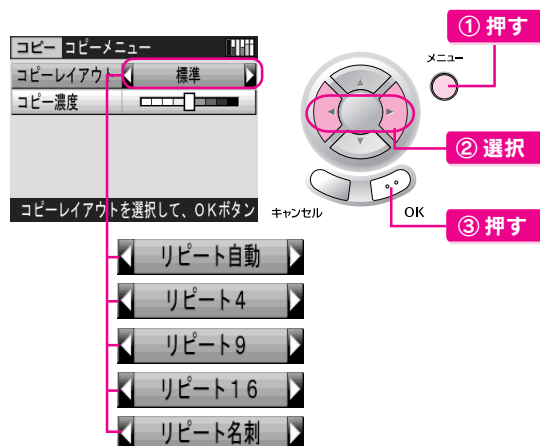 ① 押す
コピー コピーメニュー
メニュー
コピーレイアウト 標準
コピー濃度
② 選択
コピーレイアウトを選択して、OKボタン
キャンセル OK
③ 押す
リピート自動
リピート4
リピート9
リピート16
リピート名刺